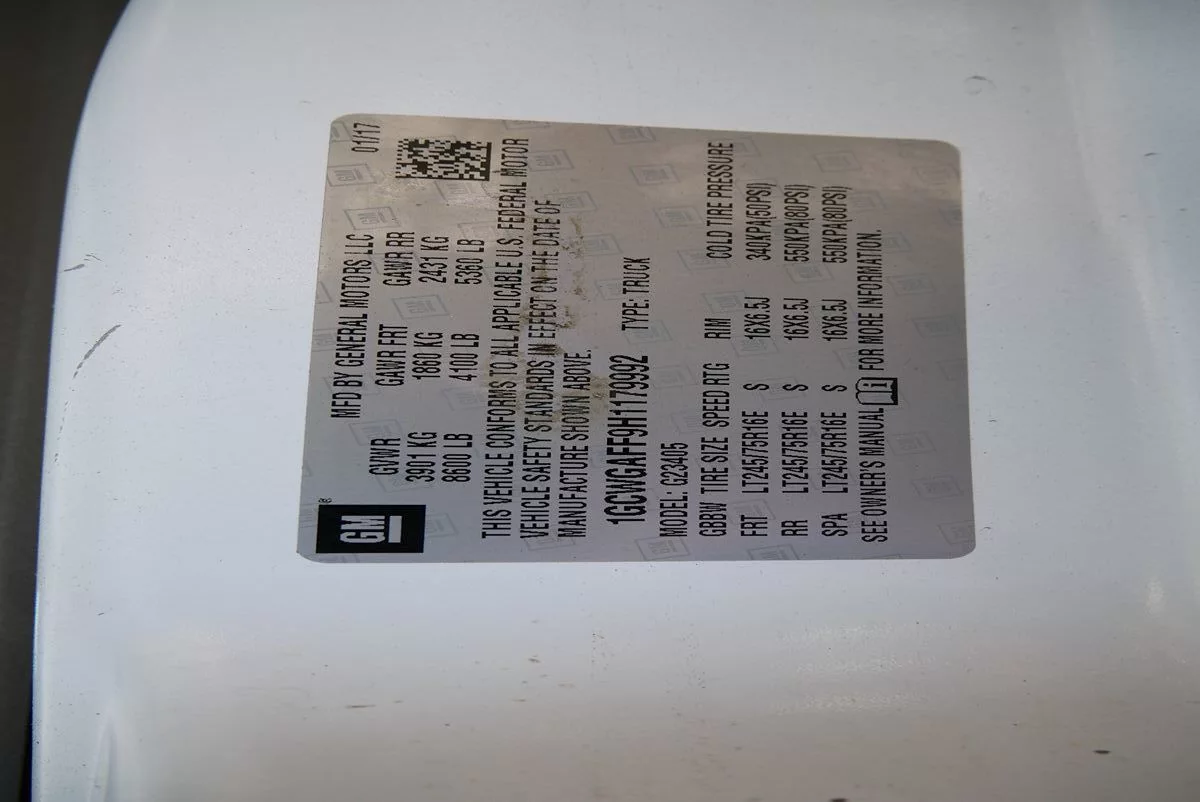 GM ®
MFD BY GENERAL MOTORS LLC 01/17
GVWR GAWR FRT GAWR RR
3901 KG 1860 KG 2431 KG
8600 LB 4100 LB 5360 LB
THIS VEHICLE CONFORMS TO ALL APPLICABLE U.S. FEDERAL MOTOR
VEHICLE SAFETY STANDARDS IN EFFECT ON THE DATE OF
MANUFACTURE SHOWN ABOVE.
1GCWGAFF9H1179992 TYPE: TRUCK
MODEL: G23405
GBRW TIRE SIZE SPEED RTG RIM COLD TIRE PRESSURE
FRT LT245/75R16E S 16X6.5J 340KPA(50PSI)
RR LT245/75R16E S 16X6.5J 550KPA(80PSI)
SPA LT245/75R16E S 16X6.5J 550KPA(80PSI)
SEE OWNER'S MANUAL FOR MORE INFORMATION.